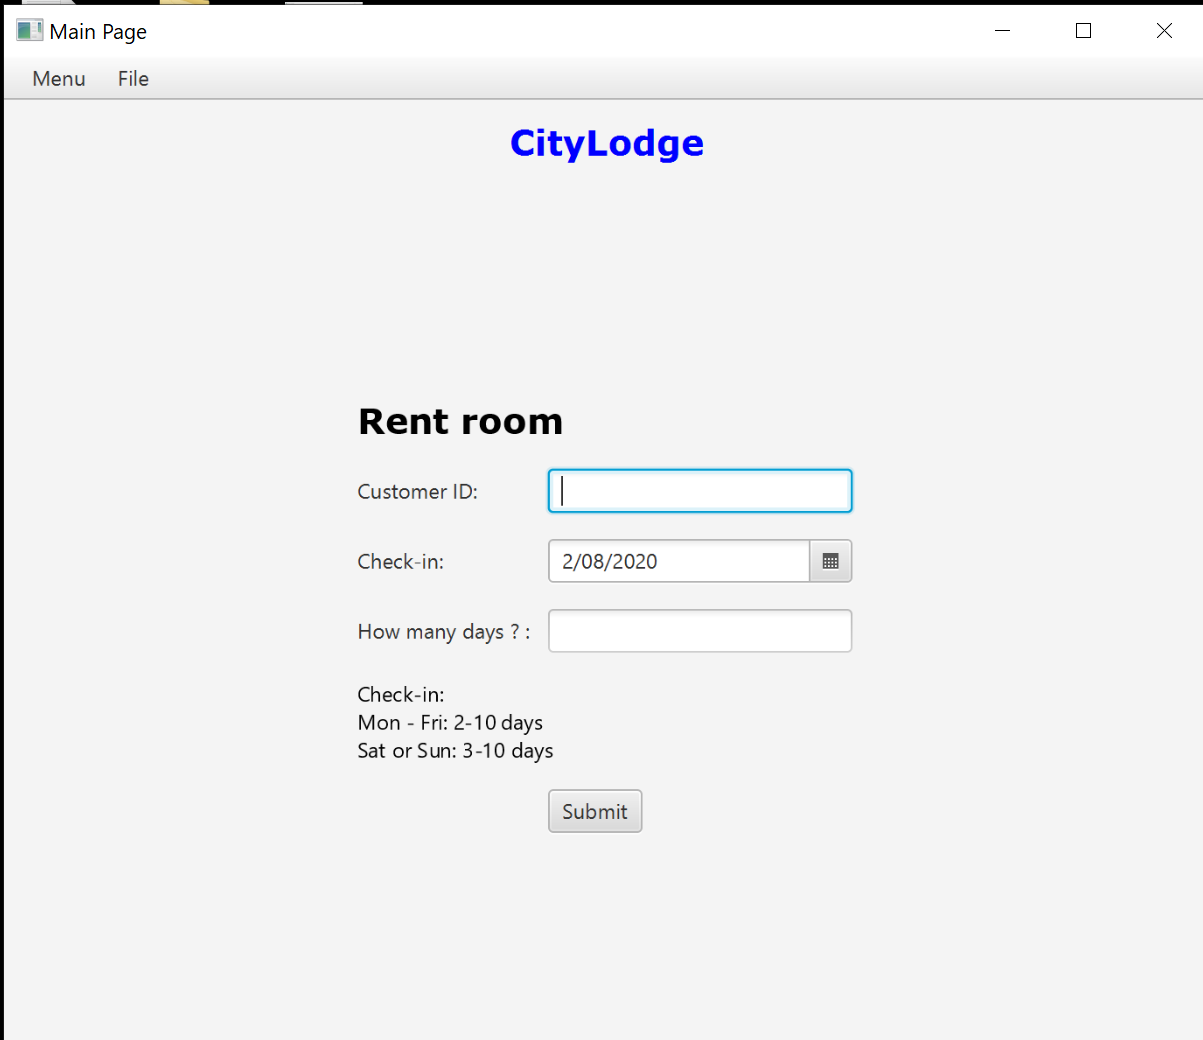 Main Page
Menu File
CityLodge
Rent room
Customer ID:
Check-in: 2/08/2020
How many days ? :
Check-in:
Mon - Fri: 2-10 days
Sat or Sun: 3-10 days
Submit